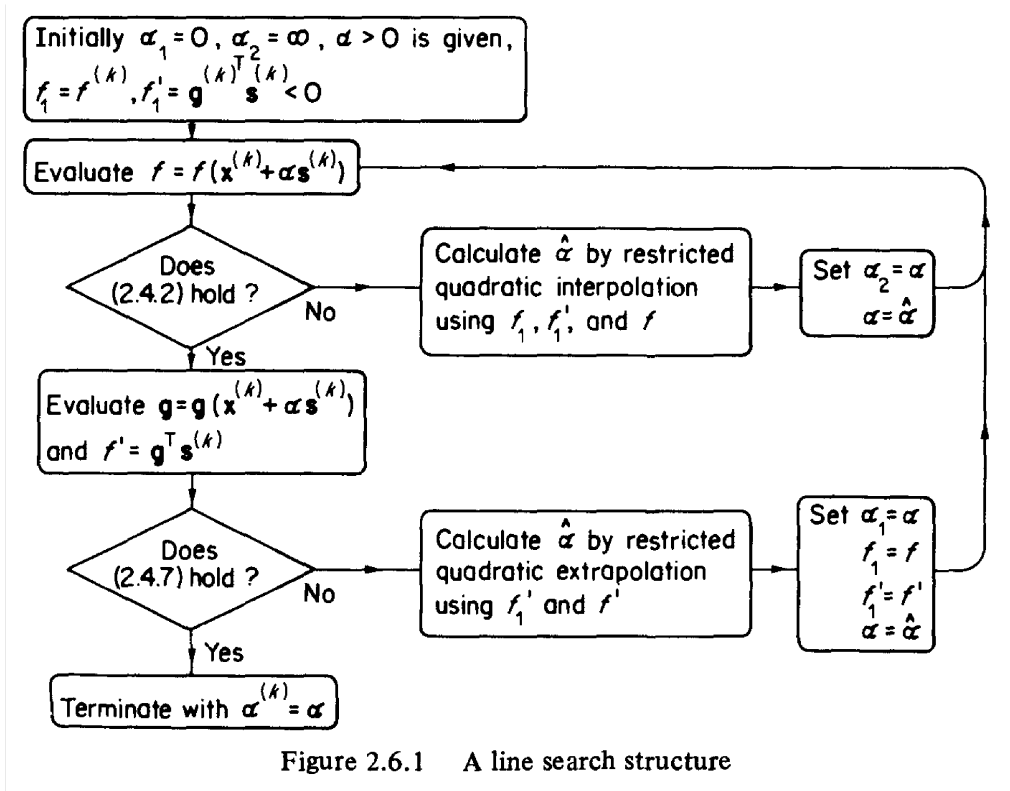 Initially α₁ = 0, α₂ = ∞, α > 0 is given,
f₁ = f⁽ᵏ⁾, f₁' = g⁽ᵏ⁾ᵀ s⁽ᵏ⁾ < 0
Evaluate f = f(x⁽ᵏ⁾ + αs⁽ᵏ⁾)
Does
(2.4.2) hold ?
No
Calculate α̂ by restricted
quadratic interpolation
using f₁, f₁', and f
Set α₂ = α
α = α̂
Yes
Evaluate g = g(x⁽ᵏ⁾ + αs⁽ᵏ⁾)
and f' = gᵀ s⁽ᵏ⁾
Does
(2.4.7) hold ?
No
Calculate α̂ by restricted
quadratic extrapolation
using f₁' and f'
Set α₁ = α
f₁ = f
f₁' = f'
α = α̂
Yes
Terminate with α⁽ᵏ⁾ = α
Figure 2.6.1 A line search structure